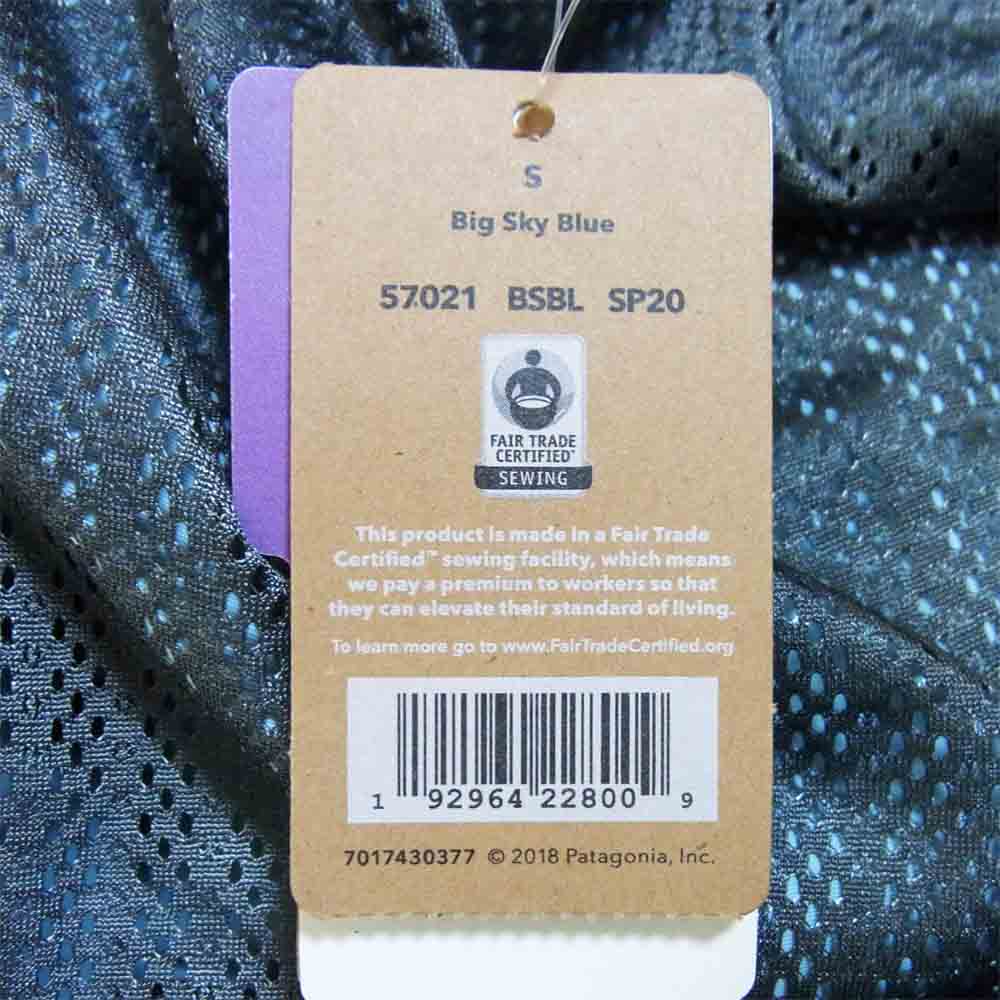 S
Big Sky Blue
57021 BSBL SP20
FAIR TRADE
CERTIFIED™
SEWING
This product is made in a Fair Trade
Certified™ sewing facility, which means
we pay a premium to workers so that
they can elevate their standard of living.
To learn more go to www.FairTradeCertified.org
1 92964 22800 9
7017430377 © 2018 Patagonia, Inc.